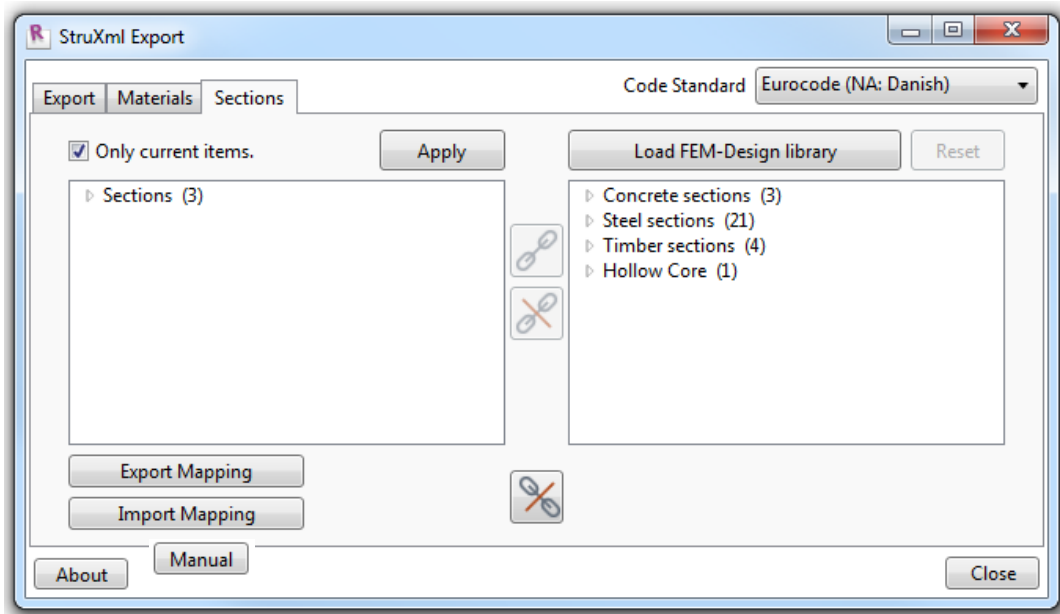 StruXml Export
Code Standard Eurocode (NA: Danish)
Export Materials Sections
Only current items. Apply Load FEM-Design library Reset
Sections (3)
Concrete sections (3)
Steel sections (21)
Timber sections (4)
Hollow Core (1)
Export Mapping
Import Mapping
About Manual Close